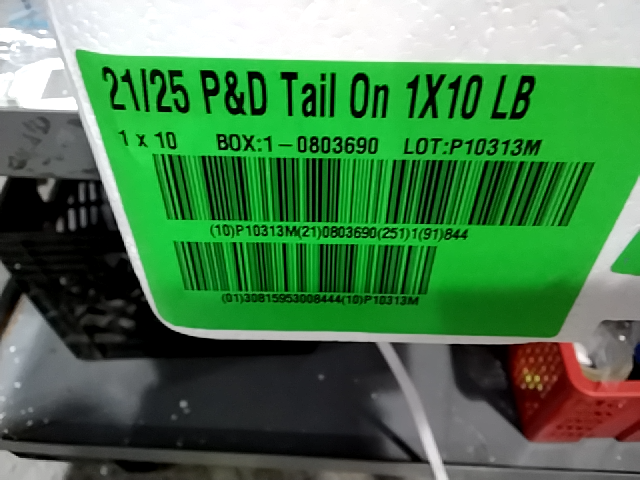 21/25 P&D Tail On 1X10 LB
1 x 10 BOX:1-0803690 LOT:P10313M
(10)P10313M(21)0803690(251)1(91)844
(01)30815953008444(10)P10313M